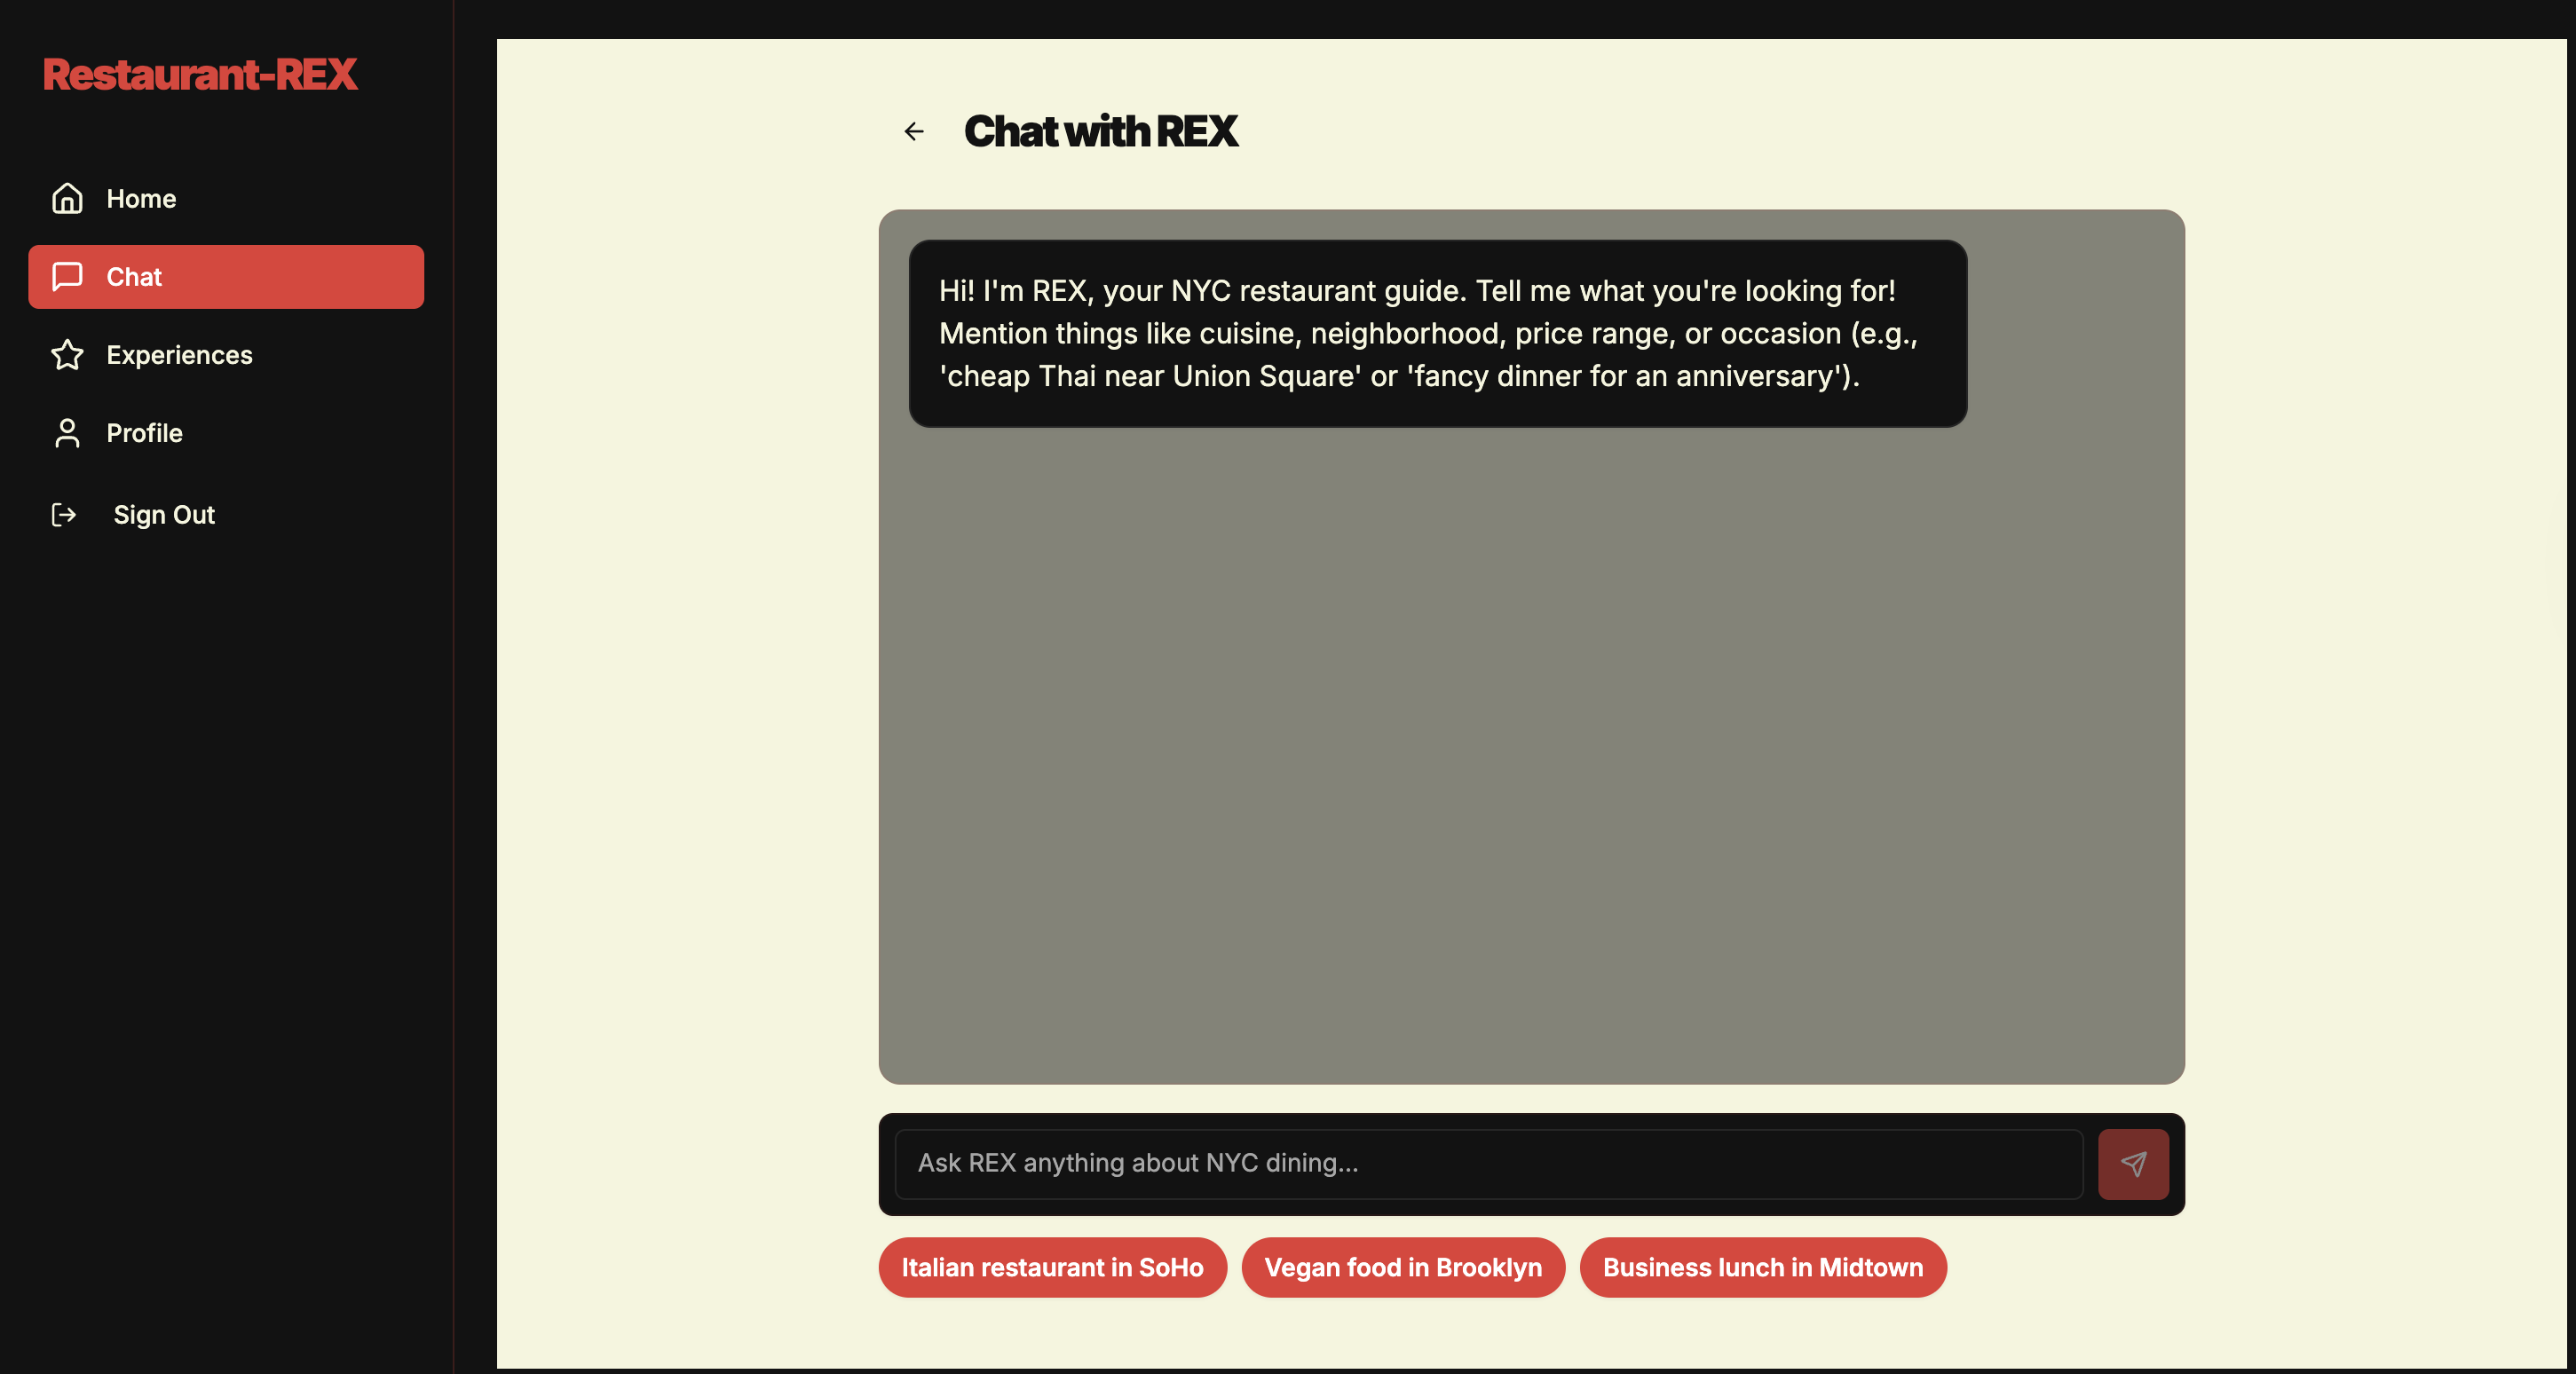 Restaurant-REX
Home
Chat
Experiences
Profile
Sign Out
Chat with REX
Hi! I'm REX, your NYC restaurant guide. Tell me what you're looking for!
Mention things like cuisine, neighborhood, price range, or occasion (e.g.,
'cheap Thai near Union Square' or 'fancy dinner for an anniversary').
Ask REX anything about NYC dining...
Italian restaurant in SoHo
Vegan food in Brooklyn
Business lunch in Midtown